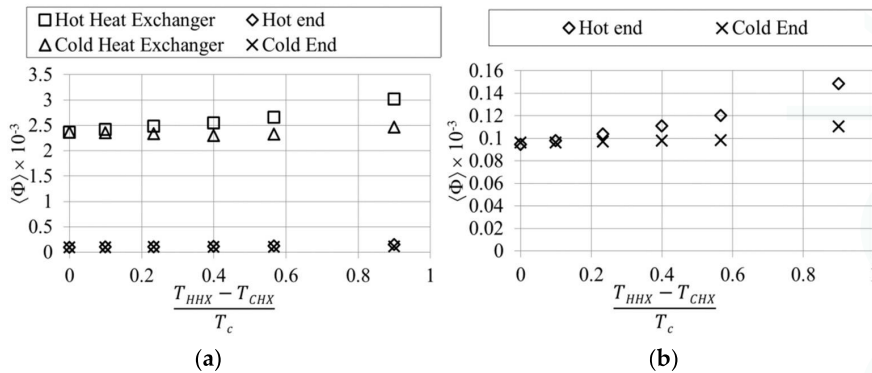 Hot Heat Exchanger Hot end
Cold Heat Exchanger Cold End
3.5
3
2.5
2
1.5
1
0.5
0
⟨Φ⟩ × 10⁻³
0 0.2 0.4 0.6 0.8 1
T_HHX − T_CHX
T_c
(a)
Hot end Cold End
0.16
0.14
0.12
0.1
0.08
0.06
0.04
0.02
0
⟨Φ⟩ × 10⁻³
0 0.2 0.4 0.6 0.8 1
T_HHX − T_CHX
T_c
(b)